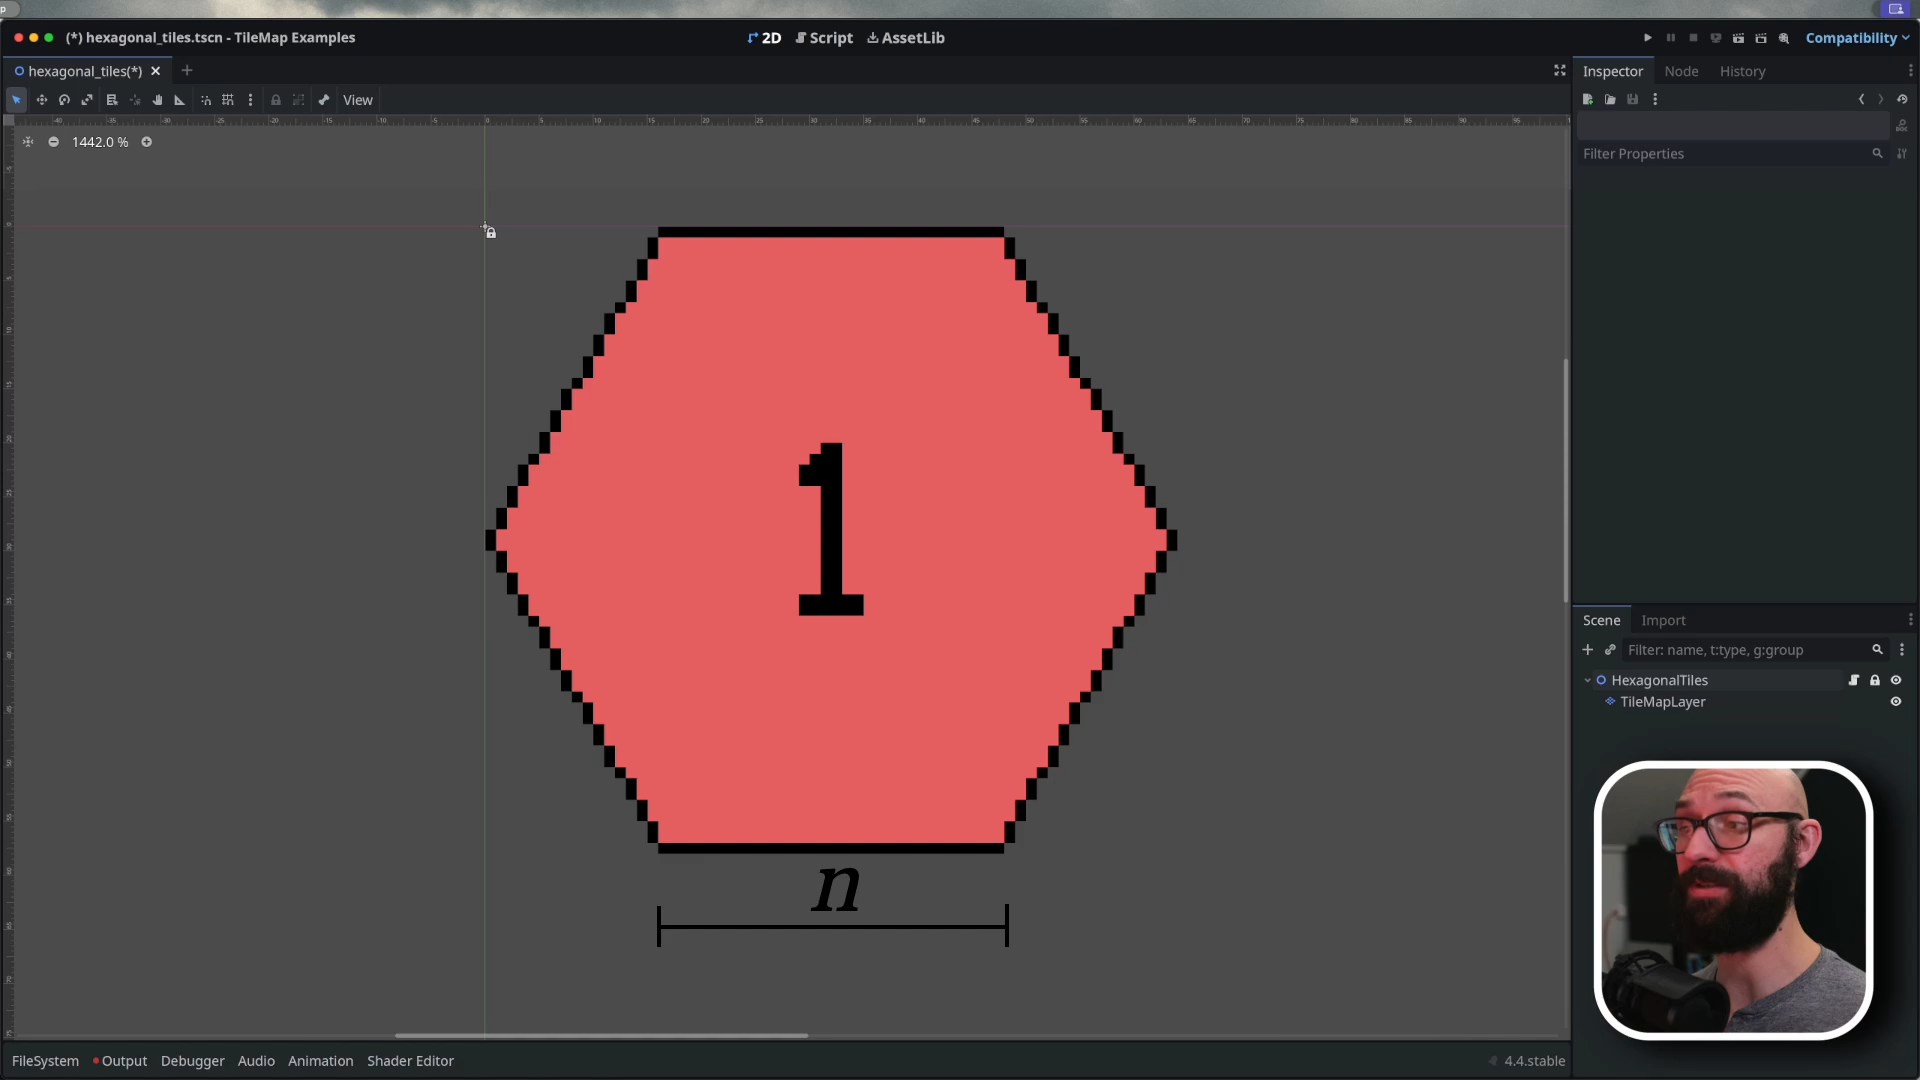 p
(*) hexagonal_tiles.tscn - TileMap Examples
2D
Script
AssetLib
Compatibility
hexagonal_tiles(*)
View
Inspector
Node
History
1442.0 %
Filter Properties
1
n
Scene
Import
Filter: name, t:type, g:group
HexagonalTiles
TileMapLayer
FileSystem
Output
Debugger
Audio
Animation
Shader Editor
4.4.stable